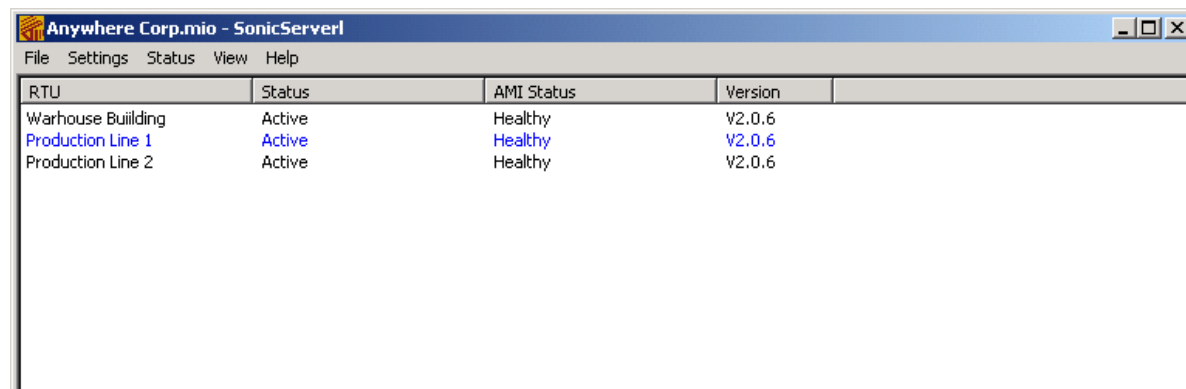 Anywhere Corp.mio - SonicServerI
File Settings Status View Help
RTU Status AMI Status Version
Warhouse Buiilding Active Healthy V2.0.6
Production Line 1 Active Healthy V2.0.6
Production Line 2 Active Healthy V2.0.6